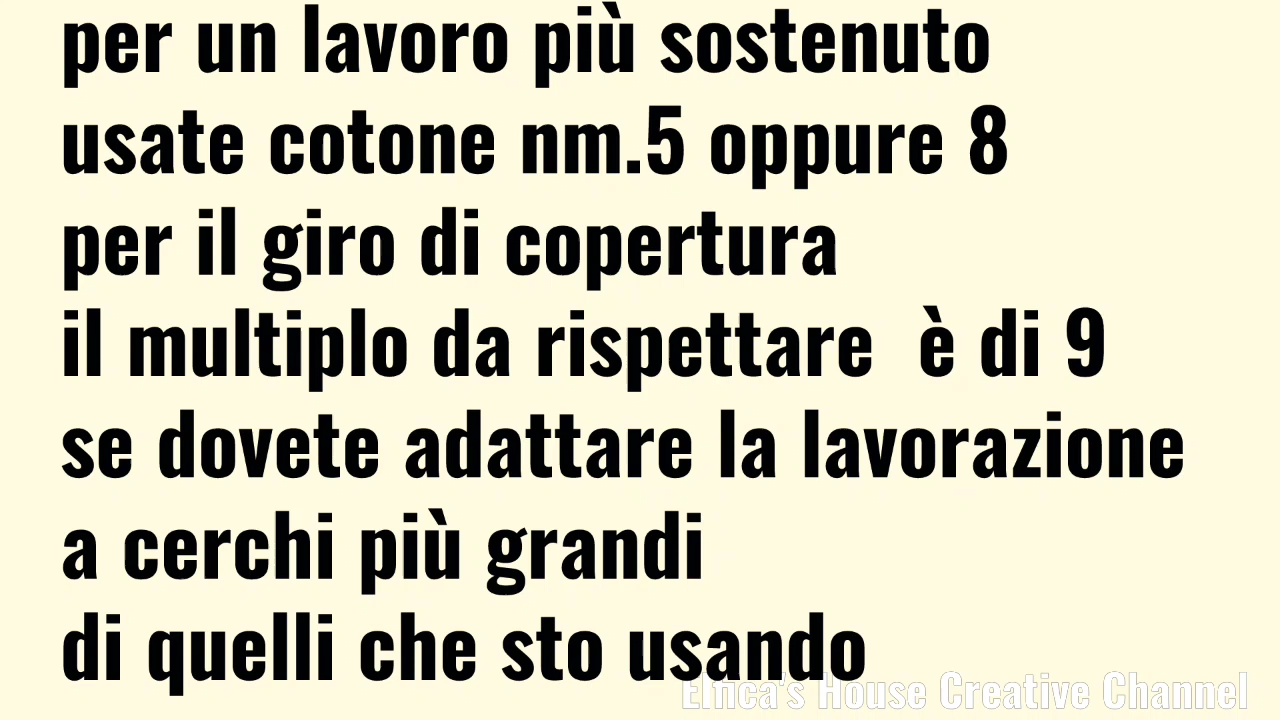 per un lavoro più sostenuto
usate cotone nm.5 oppure 8
per il giro di copertura
il multiplo da rispettare è di 9
se dovete adattare la lavorazione
a cerchi più grandi
di quelli che sto usando
Elfica's House Creative Channel